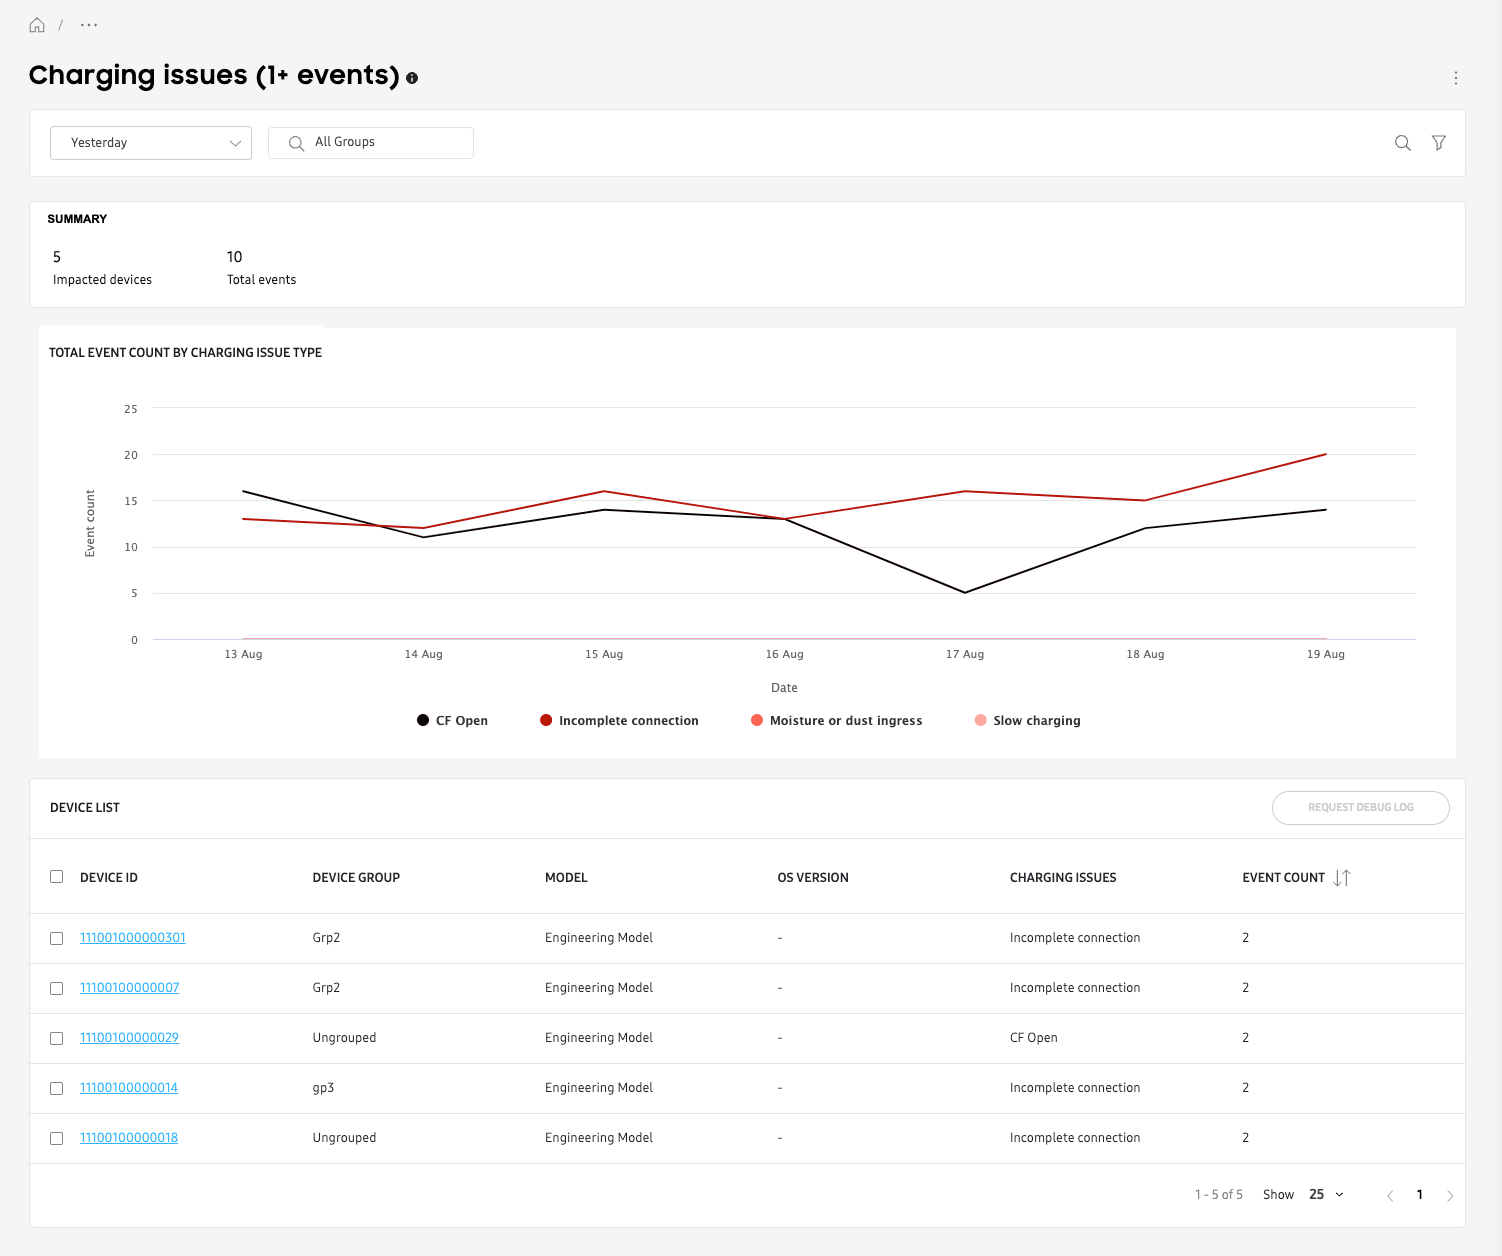 / ...
Charging issues (1+ events)
Yesterday All Groups
SUMMARY
5 10
Impacted devices Total events
TOTAL EVENT COUNT BY CHARGING ISSUE TYPE
25
20
15
10
5
0
Event count
13 Aug 14 Aug 15 Aug 16 Aug 17 Aug 18 Aug 19 Aug
Date
CF Open Incomplete connection Moisture or dust ingress Slow charging
DEVICE LIST REQUEST DEBUG LOG
DEVICE ID DEVICE GROUP MODEL OS VERSION CHARGING ISSUES EVENT COUNT
111001000000301 Grp2 Engineering Model - Incomplete connection 2
11100100000007 Grp2 Engineering Model - Incomplete connection 2
11100100000029 Ungrouped Engineering Model - CF Open 2
11100100000014 gp3 Engineering Model - Incomplete connection 2
11100100000018 Ungrouped Engineering Model - Incomplete connection 2
1 - 5 of 5 Show 25 1